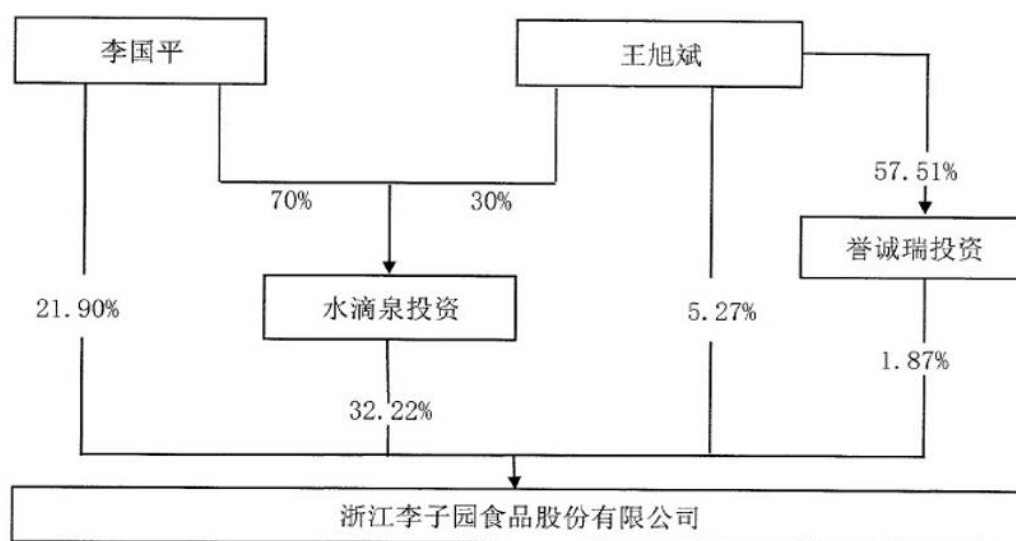 李国平
王旭斌
57.51%
70%
30%
誉诚瑞投资
21.90%
水滴泉投资
5.27%
1.87%
32.22%
浙江李子园食品股份有限公司